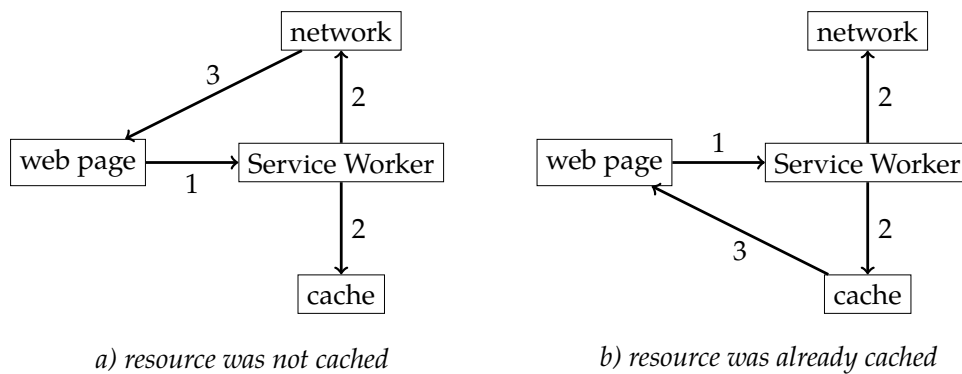 network
3
2
web page
1
Service Worker
2
cache
a) resource was not cached
network
2
1
web page
Service Worker
2
3
cache
b) resource was already cached